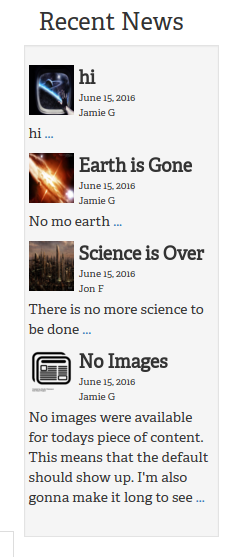 Recent News
hi
June 15, 2016
Jamie G
hi ...
Earth is Gone
June 15, 2016
Jamie G
No mo earth ...
Science is Over
June 15, 2016
Jon F
There is no more science to
be done ...
No Images
June 15, 2016
Jamie G
No images were available
for todays piece of content.
This means that the default
should show up. I'm also
gonna make it long to see ...